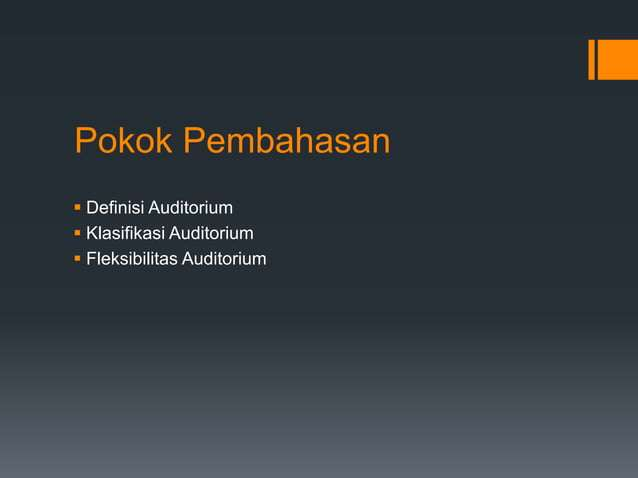 Pokok Pembahasan
Definisi Auditorium
Klasifikasi Auditorium
Fleksibilitas Auditorium